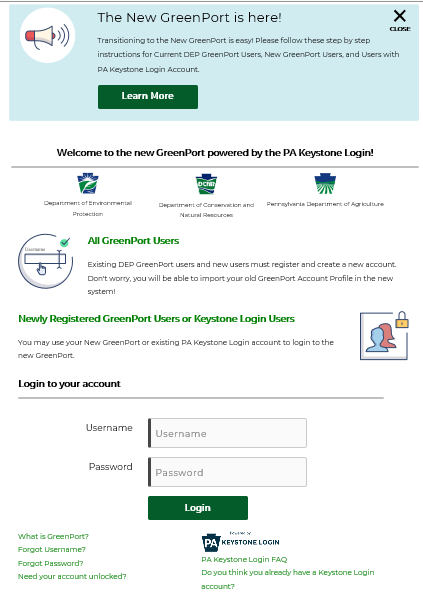 The New GreenPort is here!
CLOSE
Transitioning to the New GreenPort is easy! Please follow these step by step
instructions for Current DEP GreenPort Users, New GreenPort Users, and Users with
PA Keystone Login Account.
Learn More
Welcome to the new GreenPort powered by the PA Keystone Login!
DCNR
Department of Environmental
Protection
Department of Conservation and
Natural Resources
Pennsylvania Department of Agriculture
Username
All GreenPort Users
Existing DEP GreenPort users and new users must register and create a new account.
Don't worry, you will be able to import your old GreenPort Account Profile in the new
system!
Newly Registered GreenPort Users or Keystone Login Users
You may use your New GreenPort or existing PA Keystone Login account to login to the
new GreenPort.
Login to your account
Username
Username
Password
Password
Login
What is GreenPort?
Forgot Username?
Forgot Password?
Need your account unlocked?
PA KEYSTONE LOGIN
PA Keystone Login FAQ
Do you think you already have a Keystone Login
account?